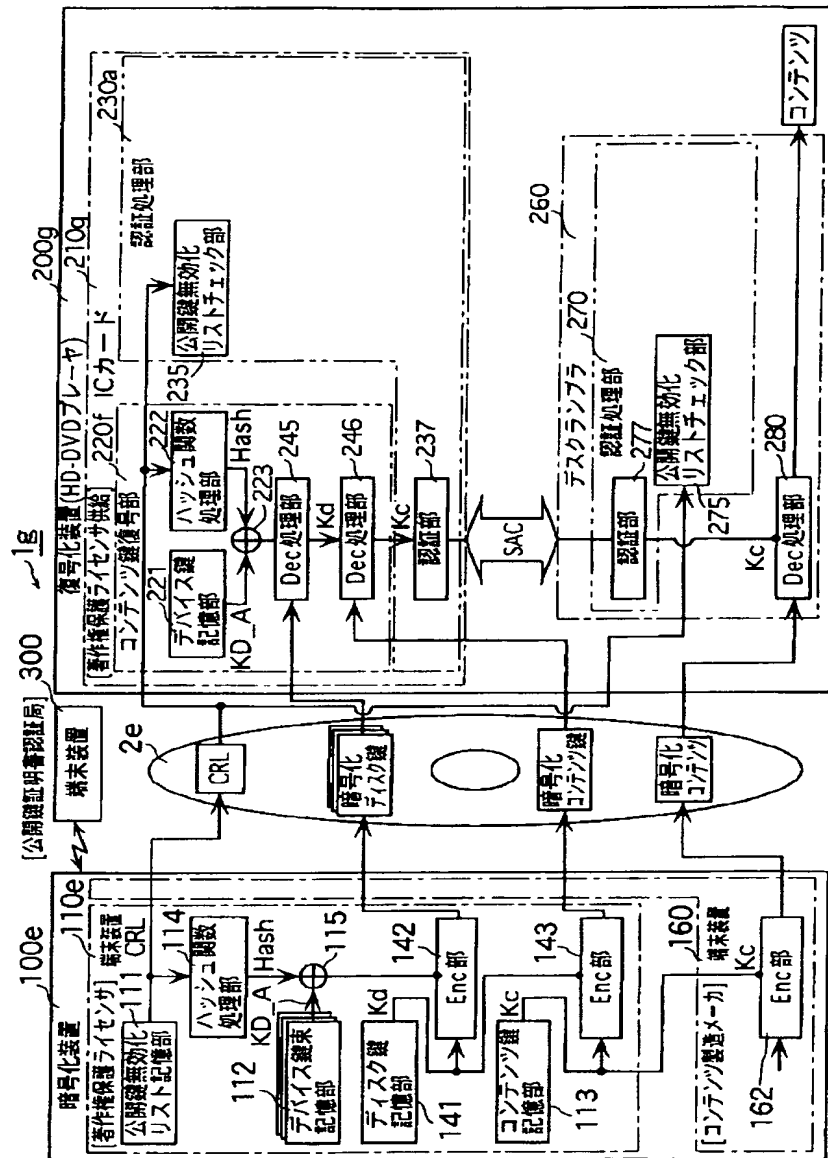 1g
300
[公開鍵証明書認証局]
端末装置
100e
暗号化装置
110e
[著作権保護ライセンサ]
端末装置
公開鍵無効化
リスト記憶部
111
CRL
114
ハッシュ関数
処理部
Hash
KD_A
115
112
デバイス鍵束
記憶部
142
Enc部
Kd
ディスク鍵
記憶部
141
143
Enc部
Kc
コンテンツ鍵
記憶部
113
160
端末装置
[コンテンツ製造メーカ]
Kc
Enc部
162
2e
CRL
暗号化
ディスク鍵
暗号化
コンテンツ鍵
暗号化
コンテンツ
200g
復号化装置(HD-DVDプレーヤ)
210g
[著作権保護ライセンサ供給]
ICカード
220f
コンテンツ鍵復号部
221
デバイス鍵
記憶部
222
ハッシュ関数
処理部
KD_A
Hash
223
245
Dec処理部
Kd
246
Dec処理部
Kc
237
認証部
230a
認証処理部
公開鍵無効化
リストチェック部
235
SAC
260
デスクランブラ
270
認証処理部
277
認証部
公開鍵無効化
リストチェック部
275
Kc
280
Dec処理部
コンテンツ